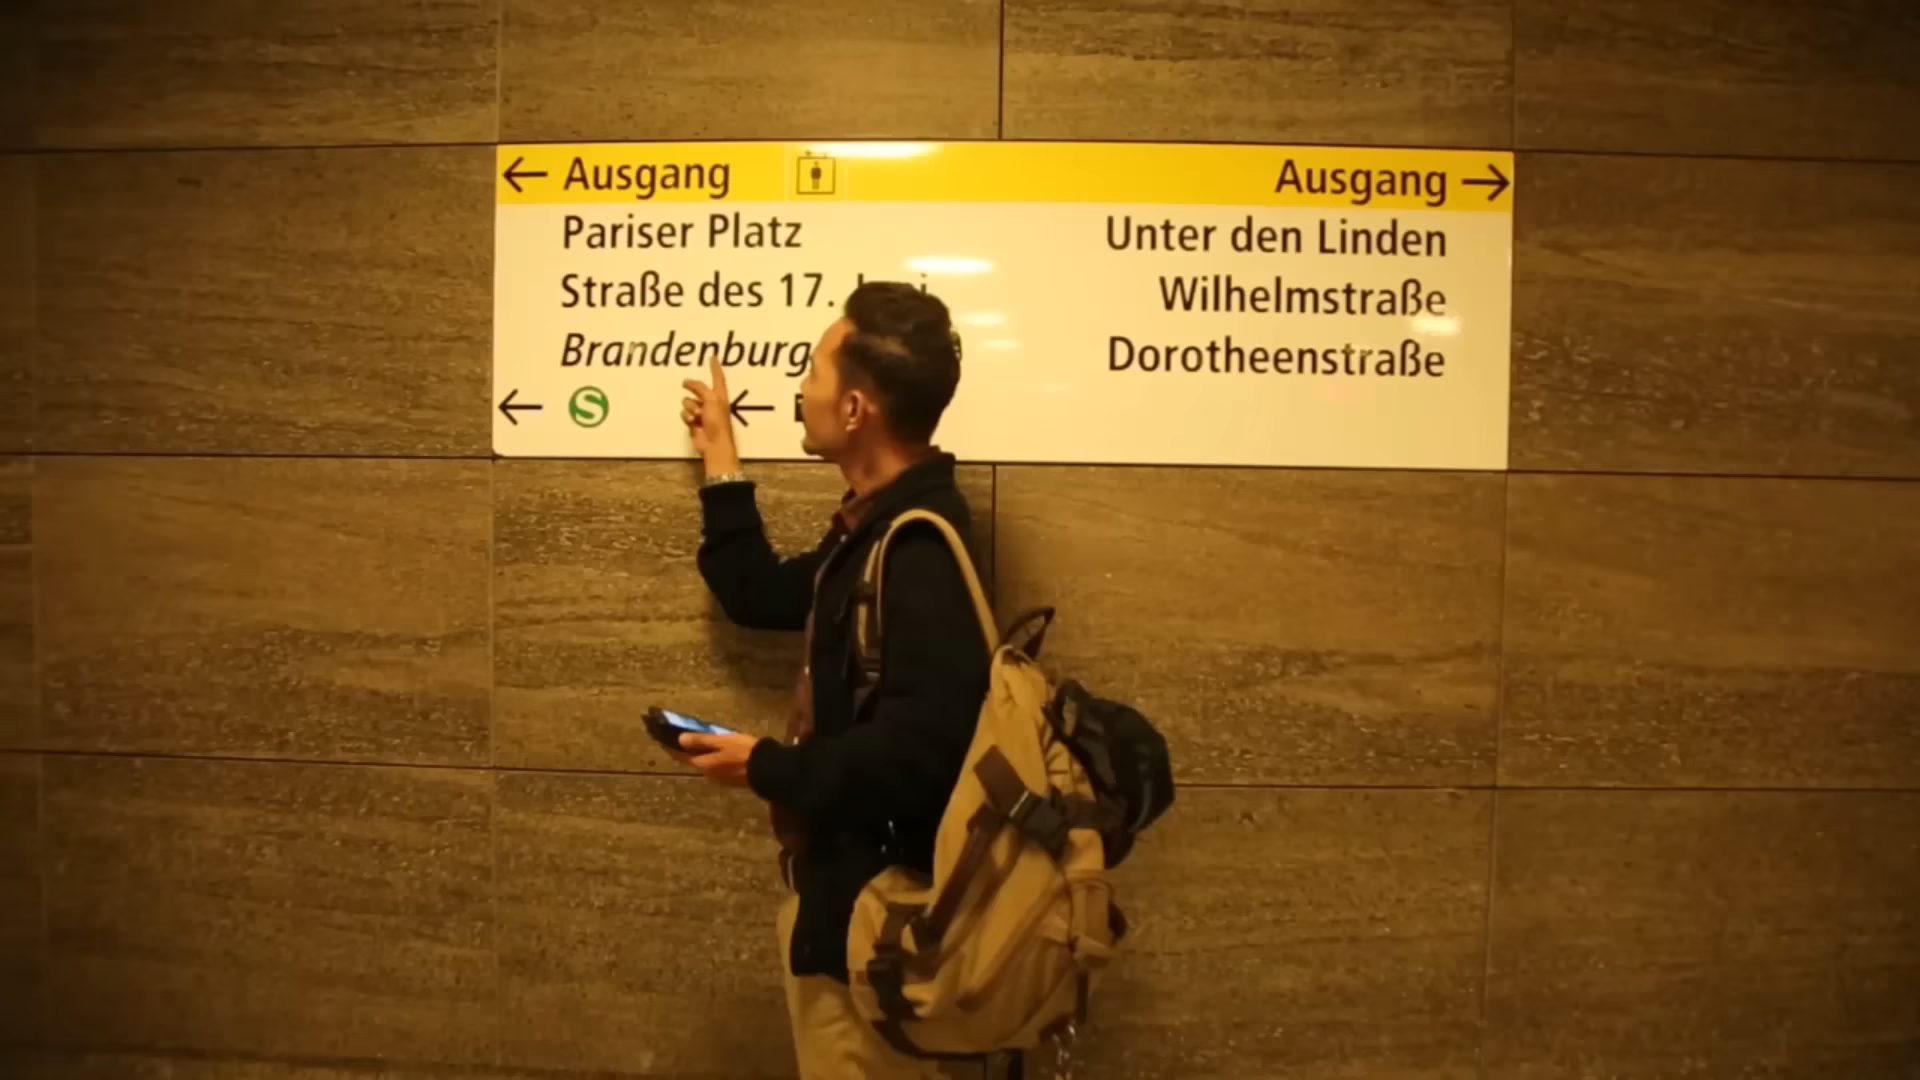 ← Ausgang
Pariser Platz
Straße des 17.
Brandenburg
← S ←
Ausgang →
Unter den Linden
Wilhelmstraße
Dorotheenstraße